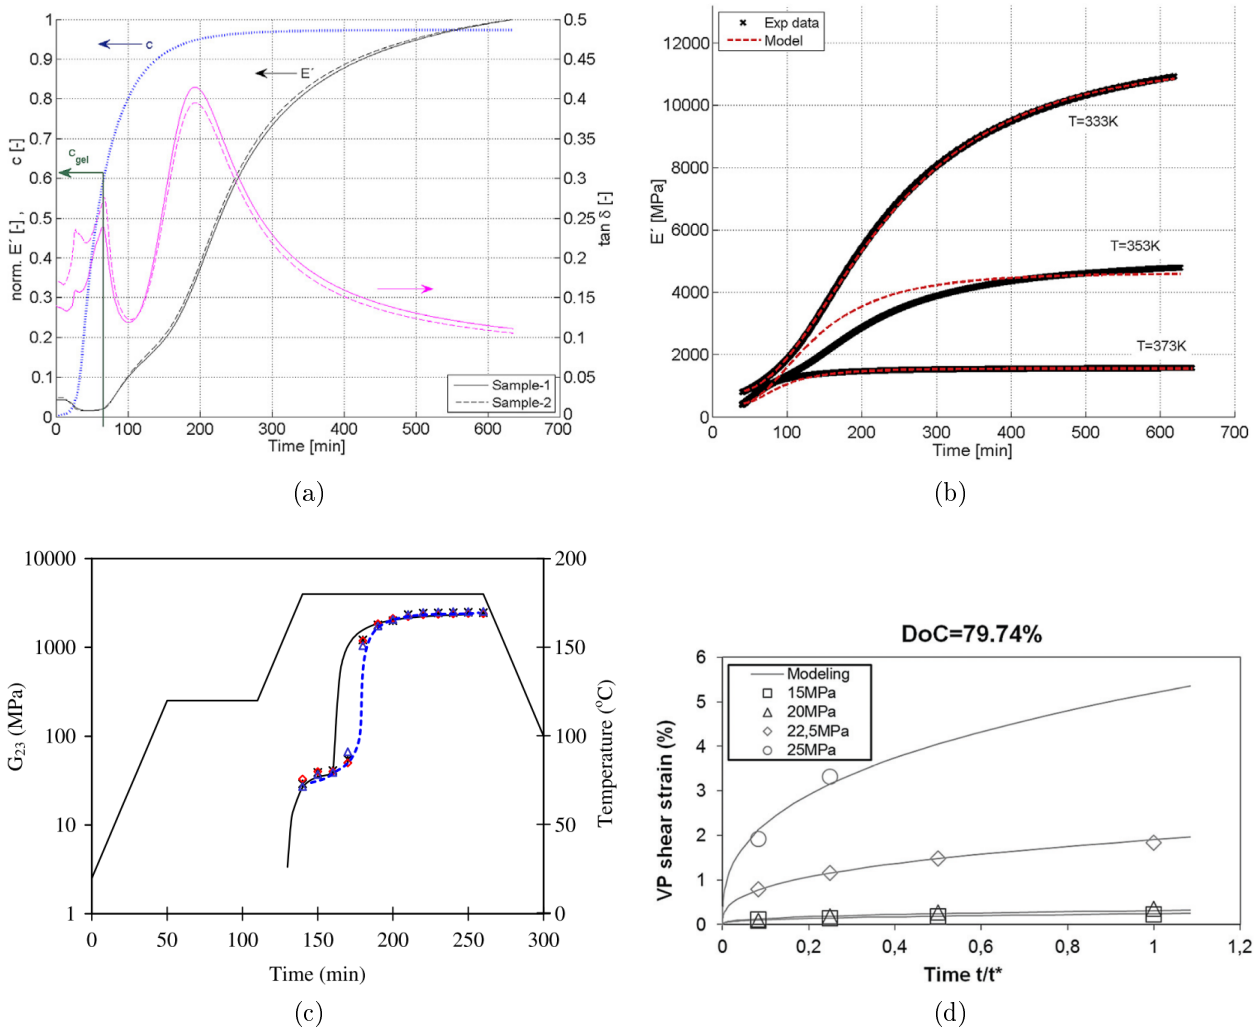 1
0.9
0.8
0.7
0.6
0.5
0.4
0.3
0.2
0.1
0
norm. E´ [-], c [-]
0.5
0.45
0.4
0.35
0.3
0.25
0.2
0.15
0.1
0.05
0
tan δ [-]
c
E´
c_gel
Sample-1
Sample-2
0 100 200 300 400 500 600 700
Time [min]
(a)
Exp data
Model
12000
10000
8000
6000
4000
2000
0
E´ [MPa]
T=333K
T=353K
T=373K
0 100 200 300 400 500 600 700
Time [min]
(b)
10000
1000
100
10
1
G23 (MPa)
200
150
100
50
0
Temperature (°C)
0 50 100 150 200 250 300
Time (min)
(c)
DoC=79.74%
6
5
4
3
2
1
0
VP shear strain (%)
Modeling
15MPa
20MPa
22,5MPa
25MPa
0 0,2 0,4 0,6 0,8 1 1,2
Time t/t*
(d)